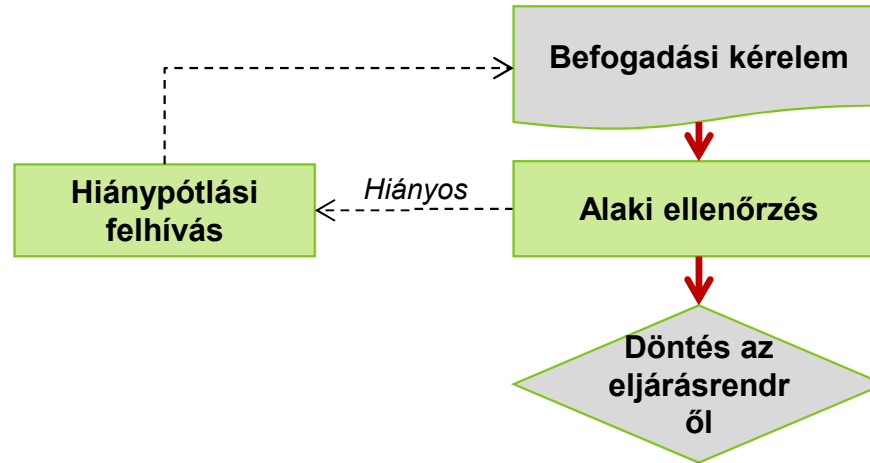 Befogadási kérelem
Hiánypótlási
felhívás
Hiányos
Alaki ellenőrzés
Döntés az
eljárásrendr
ől